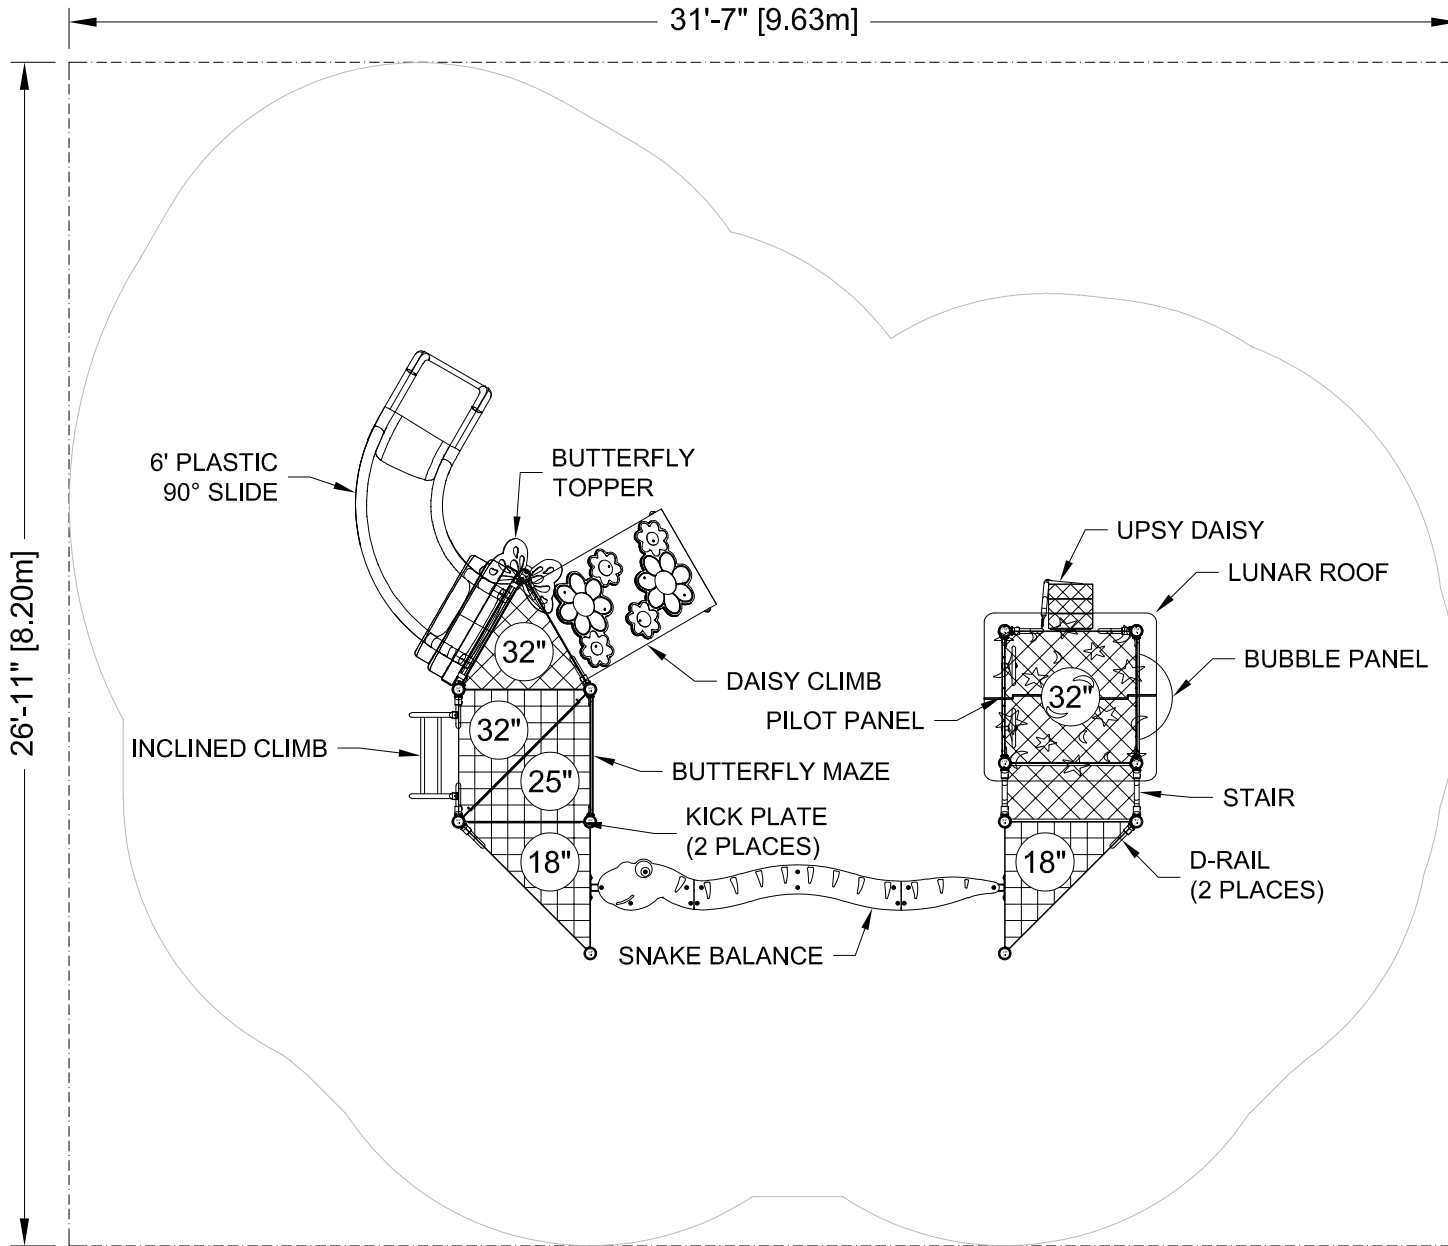 31'-7" [9.63m]
26'-11" [8.20m]
6' PLASTIC
90° SLIDE
BUTTERFLY
TOPPER
UPSY DAISY
LUNAR ROOF
32"
DAISY CLIMB
BUBBLE PANEL
PILOT PANEL
32"
INCLINED CLIMB
32"
25"
BUTTERFLY MAZE
STAIR
KICK PLATE
(2 PLACES)
18"
18"
D-RAIL
(2 PLACES)
SNAKE BALANCE